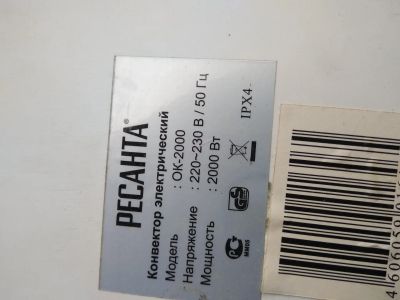 РЕСАНТА®
Конвектор электрический
Модель : ОК-2000
Напряжение : 220~230 В / 50 Гц
Мощность : 2000 Вт
IPX4